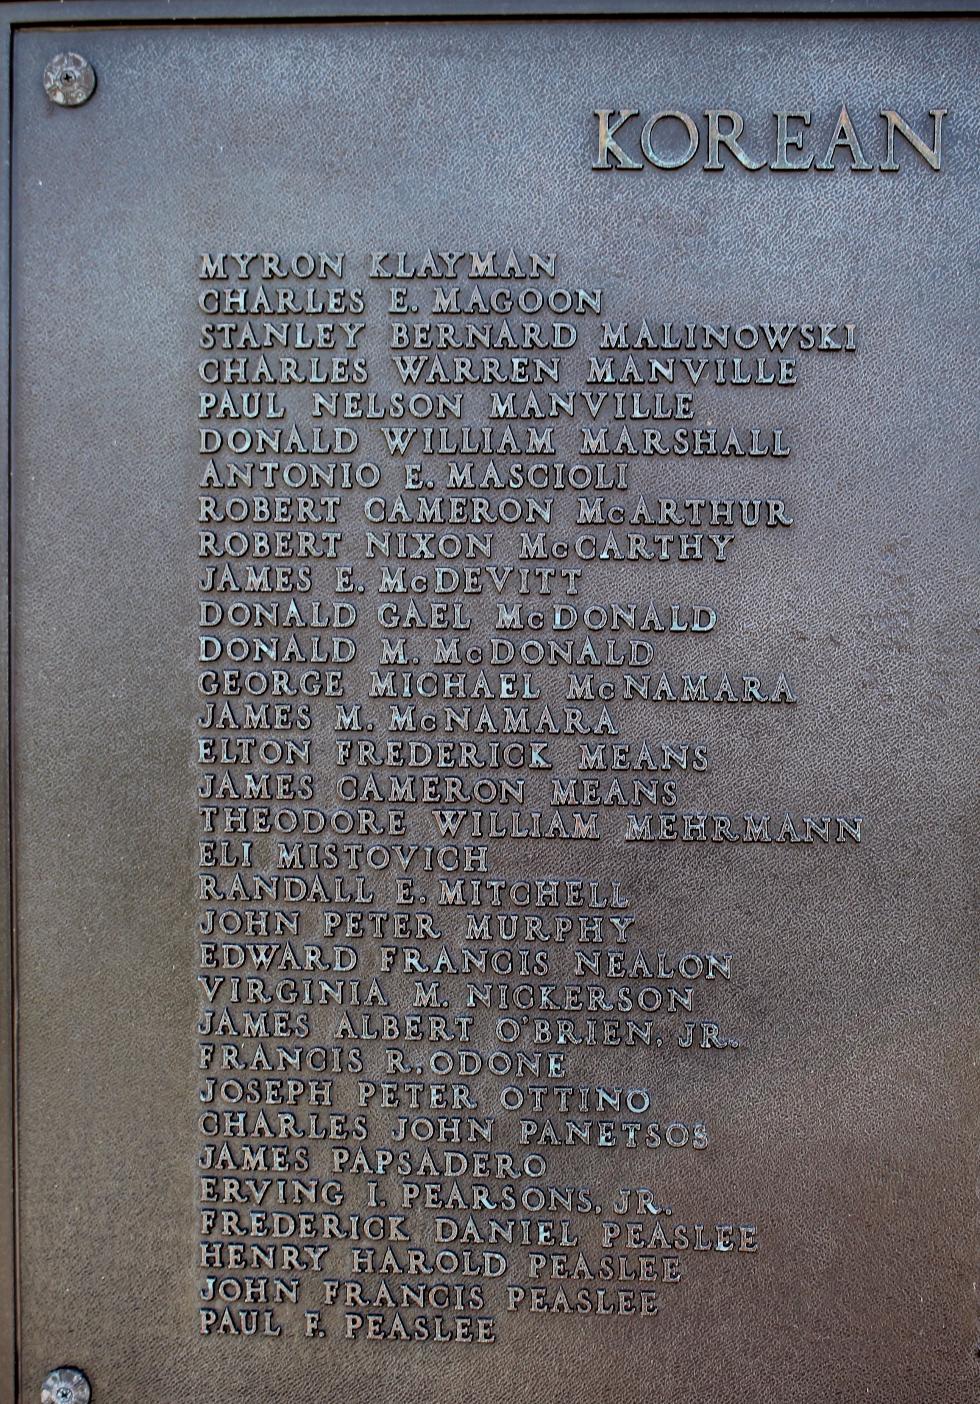 KOREAN
MYRON KLAYMAN
CHARLES E. MAGOON
STANLEY BERNARD MALINOWSKI
CHARLES WARREN MANVILLE
PAUL NELSON MANVILLE
DONALD WILLIAM MARSHALL
ANTONIO E. MASCIOLI
ROBERT CAMERON McARTHUR
ROBERT NIXON McCARTHY
JAMES E. McDEVITT
DONALD GAEL McDONALD
DONALD M. McDONALD
GEORGE MICHAEL McNAMARA
JAMES M. McNAMARA
ELTON FREDERICK MEANS
JAMES CAMERON MEANS
THEODORE WILLIAM MEHRMANN
ELI MISTOVICH
RANDALL E. MITCHELL
JOHN PETER MURPHY
EDWARD FRANCIS NEALON
VIRGINIA M. NICKERSON
JAMES ALBERT O'BRIEN, JR.
FRANCIS R. ODONE
JOSEPH PETER OTTINO
CHARLES JOHN PANETSOS
JAMES PAPSADERO
ERVING I. PEARSONS, JR.
FREDERICK DANIEL PEASLEE
HENRY HAROLD PEASLEE
JOHN FRANCIS PEASLEE
PAUL F. PEASLEE